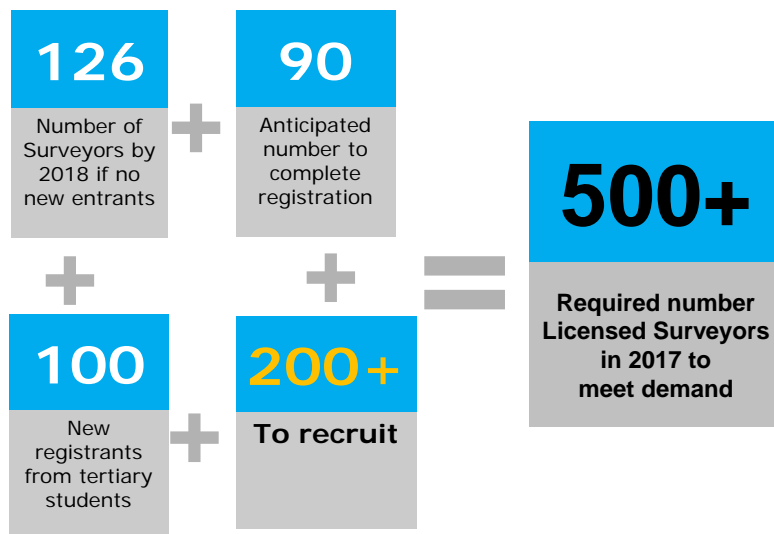 126
Number of
Surveyors by
2018 if no
new entrants
+
90
Anticipated
number to
complete
registration
+
+
100
New
registrants
from tertiary
students
+
200+
To recruit
=
500+
Required number
Licensed Surveyors
in 2017 to
meet demand